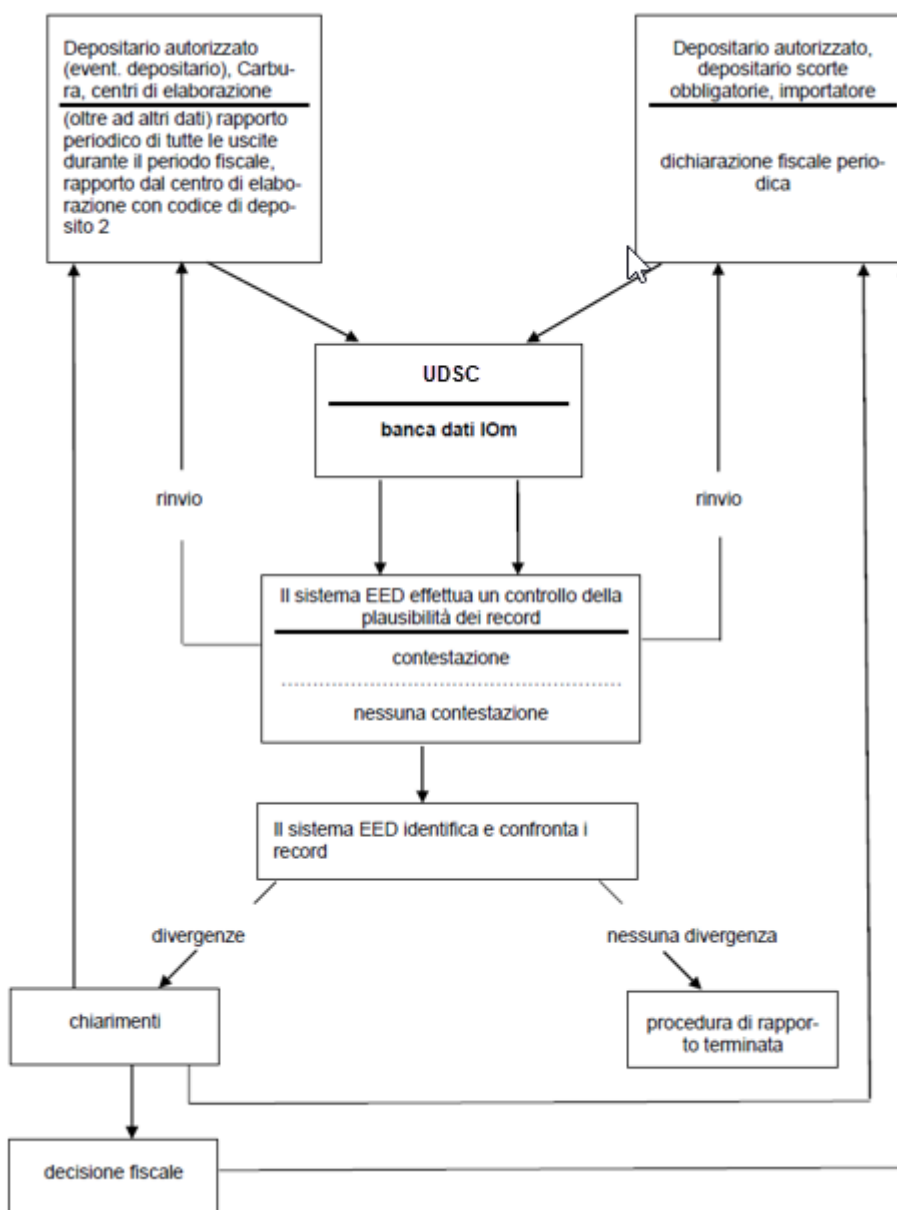 Depositario autorizzato
(event. depositario), Carbu-
ra, centri di elaborazione
(oltre ad altri dati) rapporto
periodico di tutte le uscite
durante il periodo fiscale,
rapporto dal centro di elabo-
razione con codice di depo-
sito 2
Depositario autorizzato,
depositario scorte
obbligatorie, importatore
dichiarazione fiscale perio-
dica
UDSC
banca dati IOm
rinvio
rinvio
Il sistema EED effettua un controllo della
plausibilità dei record
contestazione
nessuna contestazione
Il sistema EED identifica e confronta i
record
divergenze
nessuna divergenza
chiarimenti
procedura di rappor-
to terminata
decisione fiscale